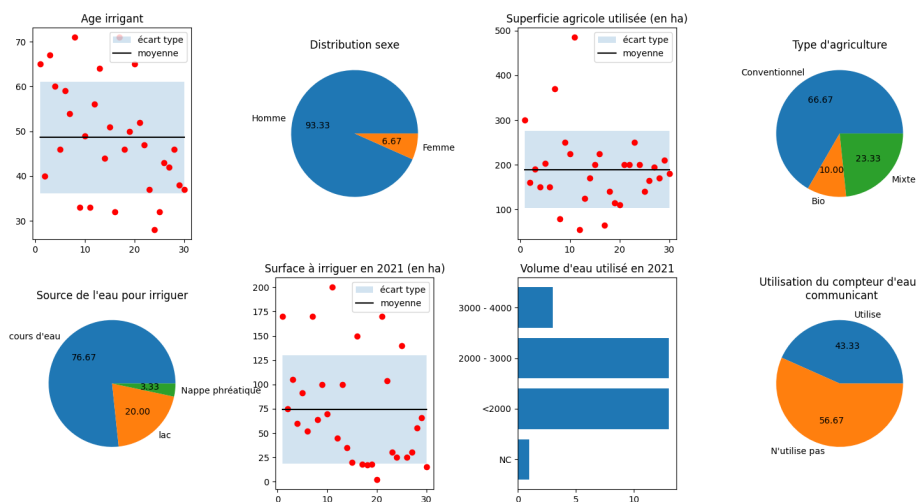 Age irrigant
70
60
50
40
30
0
10
20
30
écart type
moyenne
Distribution sexe
Homme
93.33
6.67
Femme
Superficie agricole utilisée (en ha)
500
400
300
200
100
0
10
20
30
écart type
moyenne
Type d'agriculture
Conventionnel
66.67
10.00
23.33
Bio
Mixte
Source de l'eau pour irriguer
cours d'eau
76.67
3.33
Nappe phréatique
20.00
lac
Surface à irriguer en 2021 (en ha)
200
175
150
125
100
75
50
25
0
0
10
20
30
écart type
moyenne
Volume d'eau utilisé en 2021
3000 - 4000
2000 - 3000
<2000
NC
0
5
10
Utilisation du compteur d'eau
communicant
Utilise
43.33
56.67
N'utilise pas